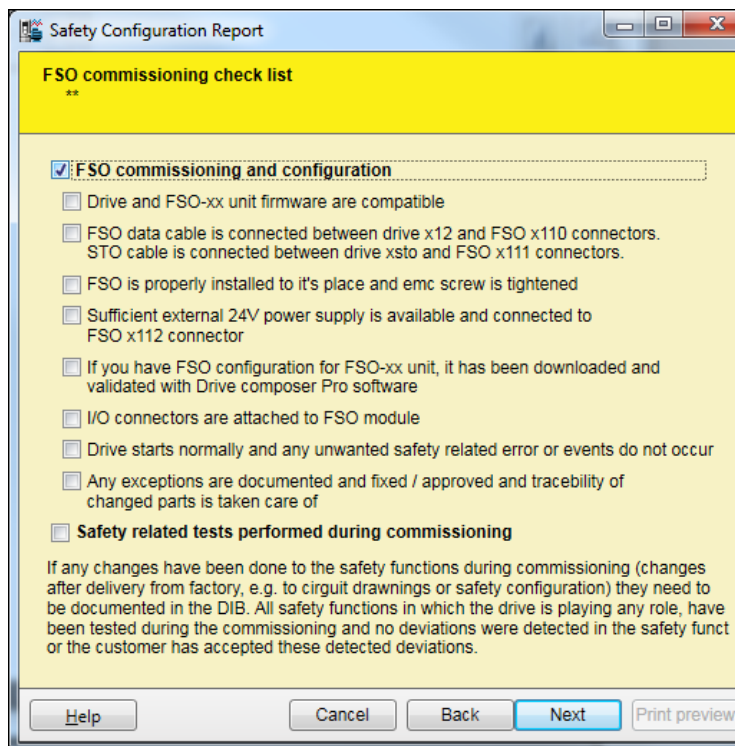 Safety Configuration Report
FSO commissioning check list
**
FSO commissioning and configuration
Drive and FSO-xx unit firmware are compatible
FSO data cable is connected between drive x12 and FSO x110 connectors.
STO cable is connected between drive xsto and FSO x111 connectors.
FSO is properly installed to it's place and emc screw is tightened
Sufficient external 24V power supply is available and connected to
FSO x112 connector
If you have FSO configuration for FSO-xx unit, it has been downloaded and
validated with Drive composer Pro software
I/O connectors are attached to FSO module
Drive starts normally and any unwanted safety related error or events do not occur
Any exceptions are documented and fixed / approved and tracebility of
changed parts is taken care of
Safety related tests performed during commissioning
If any changes have been done to the safety functions during commissioning (changes
after delivery from factory, e.g. to cirguit drawnings or safety configuration) they need to
be documented in the DIB. All safety functions in which the drive is playing any role, have
been tested during the commissioning and no deviations were detected in the safety funct
or the customer has accepted these detected deviations.
Help
Cancel
Back
Next
Print preview